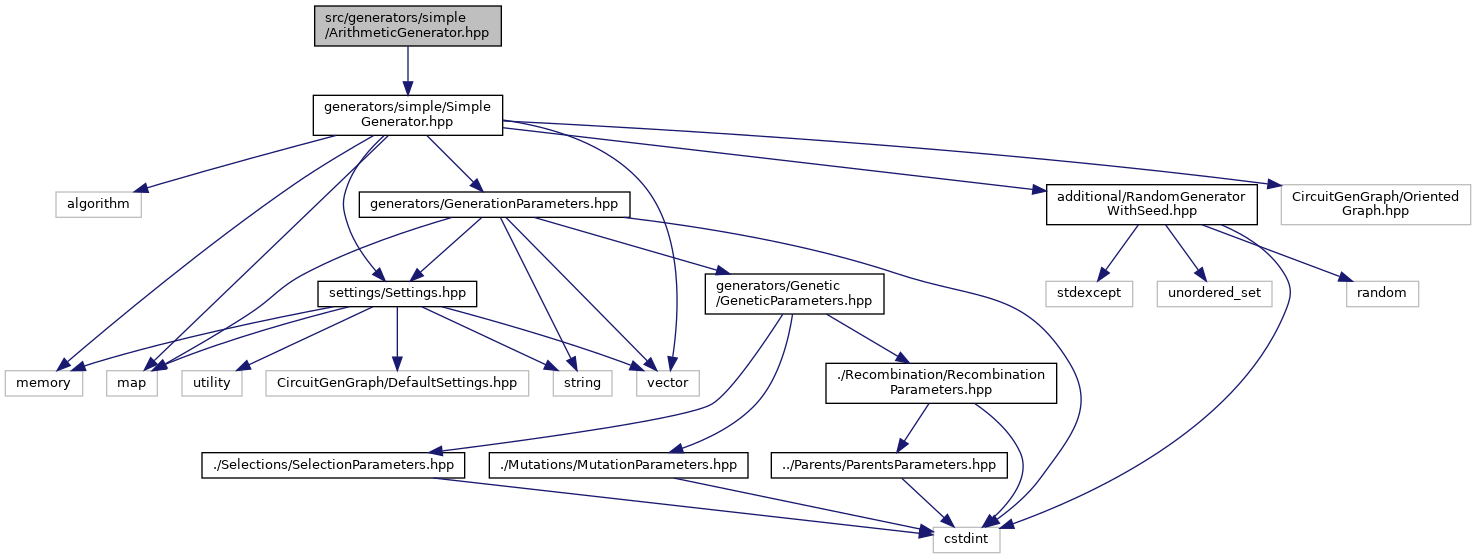 src/generators/simple
/ArithmeticGenerator.hpp
generators/simple/Simple
Generator.hpp
algorithm
generators/GenerationParameters.hpp
additional/RandomGenerator
WithSeed.hpp
CircuitGenGraph/Oriented
Graph.hpp
settings/Settings.hpp
generators/Genetic
/GeneticParameters.hpp
stdexcept
unordered_set
random
memory
map
utility
CircuitGenGraph/DefaultSettings.hpp
string
vector
./Recombination/Recombination
Parameters.hpp
./Selections/SelectionParameters.hpp
./Mutations/MutationParameters.hpp
../Parents/ParentsParameters.hpp
cstdint